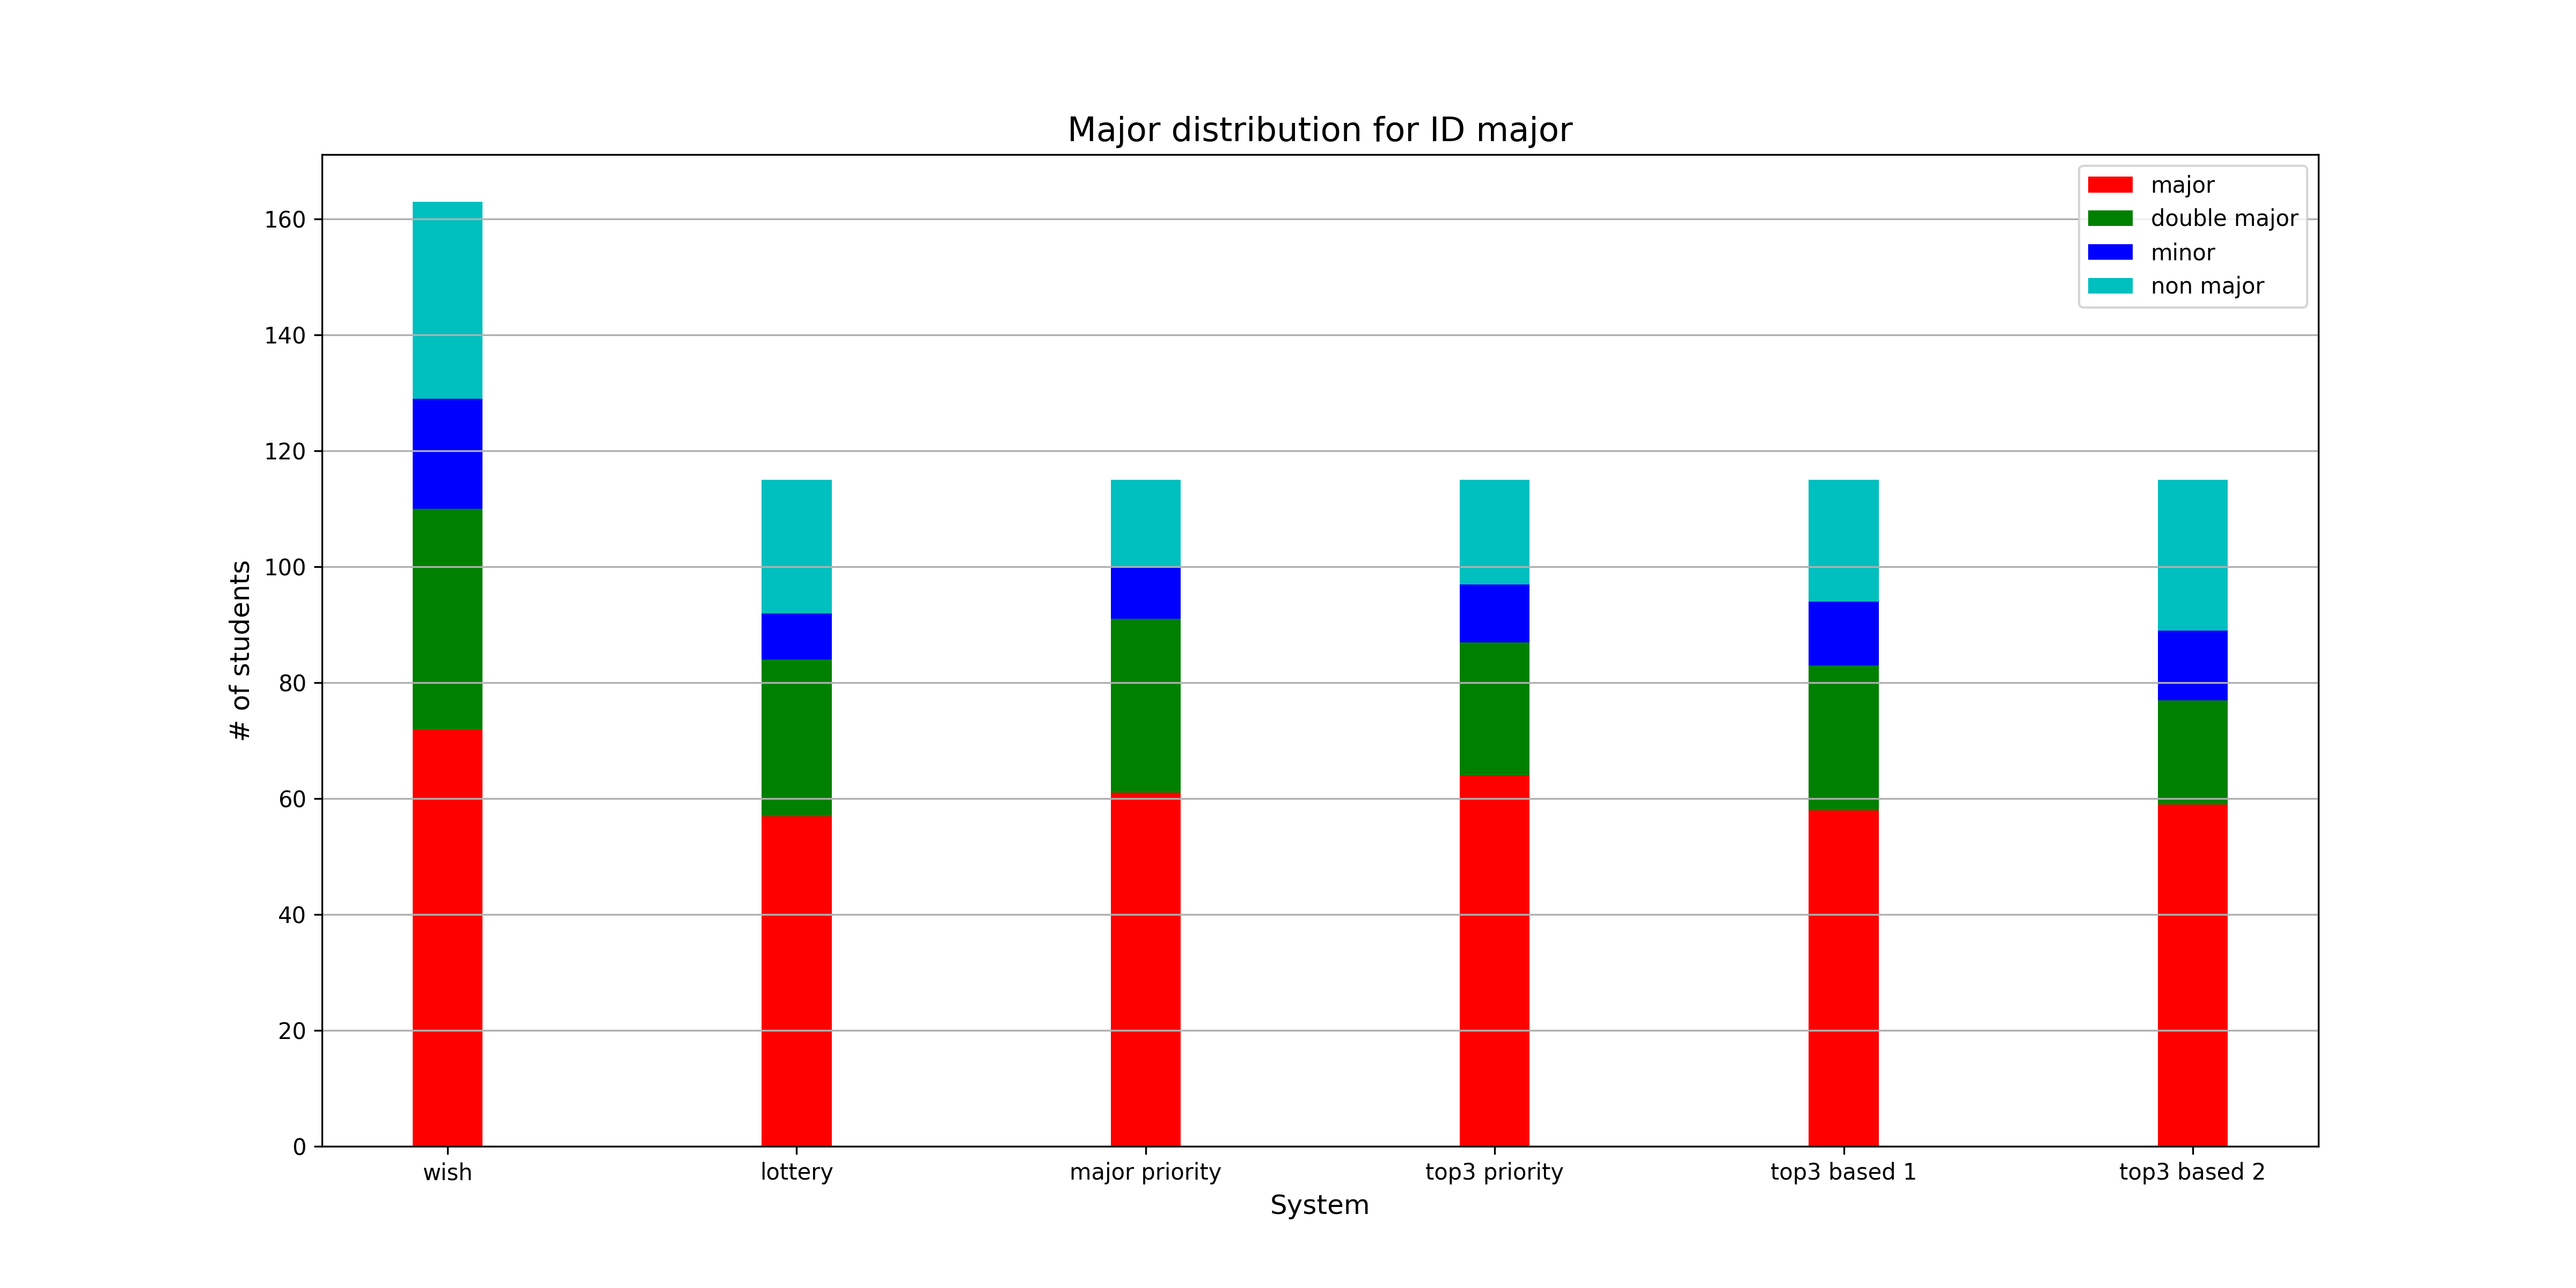 Major distribution for ID major
major
double major
minor
non major
160
140
120
100
80
60
40
20
0
# of students
wish
lottery
major priority
top3 priority
top3 based 1
top3 based 2
System